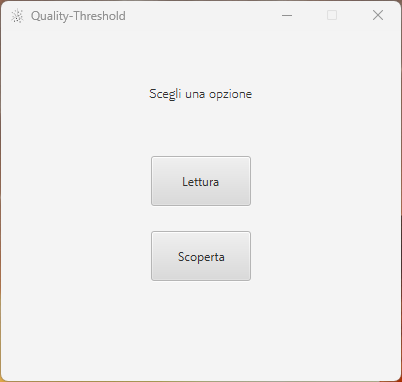 Quality-Threshold
Scegli una opzione
Lettura
Scoperta